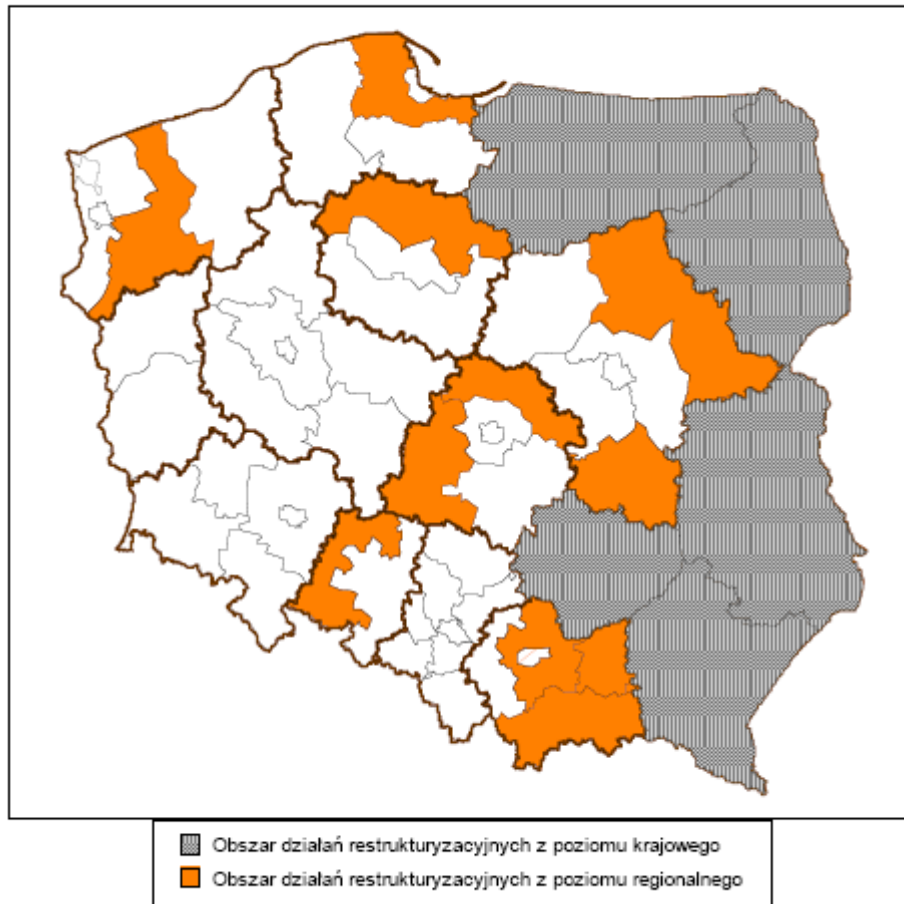 Obszar działań restrukturyzacyjnych z poziomu krajowego
Obszar działań restrukturyzacyjnych z poziomu regionalnego